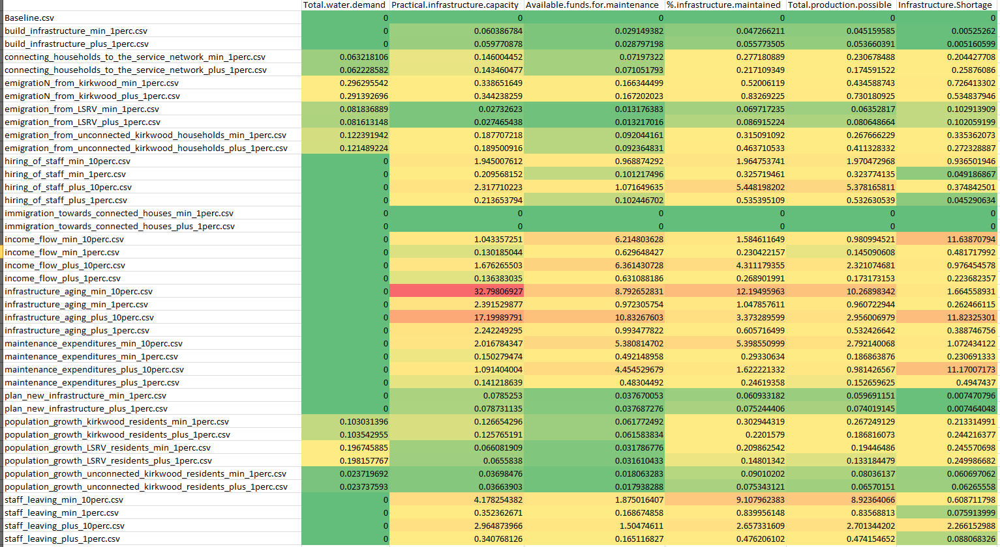 Total.water.demand Practical.infrastructure.capacity Available.funds.for.maintenance %.infrastructure.maintained Total.production.possible Infrastructure.Shortage
Baseline.csv 0 0 0 0 0 0
build_infrastructure_min_1perc.csv 0 0.060386784 0.029149382 0.047266211 0.045159585 0.00525262
build_infrastructure_plus_1perc.csv 0 0.059770878 0.028797198 0.055773505 0.053660391 0.005160599
connecting_households_to_the_service_network_min_1perc.csv 0.063218106 0.146004452 0.07197322 0.277180889 0.230678488 0.204427708
connecting_households_to_the_service_network_plus_1perc.csv 0.062228582 0.143460477 0.071051793 0.217109349 0.174591522 0.25876086
emigratioN_from_kirkwood_min_1perc.csv 0.296295542 0.338651649 0.166344499 0.52006119 0.434588743 0.726413302
emigratioN_from_kirkwood_plus_1perc.csv 0.291392696 0.344238259 0.167202023 0.83269225 0.730180925 0.534837946
emigration_from_LSRV_min_1perc.csv 0.081836889 0.02732623 0.013176383 0.069717235 0.06352817 0.102913909
emigration_from_LSRV_plus_1perc.csv 0.081613148 0.027465438 0.013217016 0.086915224 0.080648664 0.102059199
emigration_from_unconnected_kirkwood_households_min_1perc.csv 0.122391942 0.187707218 0.092044161 0.315091092 0.267666229 0.335362073
emigration_from_unconnected_kirkwood_households_plus_1perc.csv 0.121489224 0.189500916 0.092364831 0.463710533 0.411328332 0.272328887
hiring_of_staff_min_10perc.csv 0 1.945007612 0.968874292 1.964753741 1.970472968 0.936501946
hiring_of_staff_min_1perc.csv 0 0.209568152 0.101217496 0.325719461 0.323774135 0.049186867
hiring_of_staff_plus_10perc.csv 0 2.317710223 1.071649635 5.448198202 5.378165811 0.374842501
hiring_of_staff_plus_1perc.csv 0 0.213653794 0.102446702 0.535395109 0.532630539 0.045290634
immigration_towards_connected_houses_min_1perc.csv 0 0 0 0 0 0
immigration_towards_connected_houses_plus_1perc.csv 0 0 0 0 0 0
income_flow_min_10perc.csv 0 1.043357251 6.214803628 1.584611649 0.980994521 11.63870794
income_flow_min_1perc.csv 0 0.130185044 0.629648427 0.230422157 0.145090608 0.481717992
income_flow_plus_10perc.csv 0 1.676265503 6.361430728 4.311179355 2.321074681 0.976454578
income_flow_plus_1perc.csv 0 0.136383035 0.631088186 0.268901991 0.173173153 0.223682357
infrastructure_aging_min_10perc.csv 0 32.79806927 8.792652831 12.19495963 10.26898342 1.664558931
infrastructure_aging_min_1perc.csv 0 2.391529877 0.972305754 1.047857611 0.960722944 0.262466115
infrastructure_aging_plus_10perc.csv 0 17.19989791 10.83267603 3.373289599 2.956006979 11.82325301
infrastructure_aging_plus_1perc.csv 0 2.242249295 0.993477822 0.605716499 0.532426642 0.388746756
maintenance_expenditures_min_10perc.csv 0 2.016784347 5.380814702 5.398550999 2.792140068 1.072434122
maintenance_expenditures_min_1perc.csv 0 0.150279474 0.492148958 0.29330634 0.186863876 0.230691333
maintenance_expenditures_plus_10perc.csv 0 1.091404004 4.454529679 1.622221332 0.981426567 11.17007173
maintenance_expenditures_plus_1perc.csv 0 0.141218639 0.48304492 0.24619358 0.152659625 0.4947437
plan_new_infrastructure_min_1perc.csv 0 0.0785253 0.037670053 0.060933182 0.059691151 0.007470796
plan_new_infrastructure_plus_1perc.csv 0 0.078731135 0.037687276 0.075244406 0.074019145 0.007464048
population_growth_kirkwood_residents_min_1perc.csv 0.103031396 0.126654296 0.061772492 0.302944319 0.267249129 0.213314991
population_growth_kirkwood_residents_plus_1perc.csv 0.103542955 0.125765191 0.061583834 0.2201579 0.186816073 0.244216377
population_growth_LSRV_residents_min_1perc.csv 0.196745885 0.066081909 0.031786776 0.209862542 0.19446486 0.245570698
population_growth_LSRV_residents_plus_1perc.csv 0.198157767 0.0655838 0.031610433 0.14801342 0.133184479 0.249986682
population_growth_unconnected_kirkwood_residents_min_1perc.csv 0.023719692 0.03698476 0.018063283 0.09010202 0.08036137 0.060697062
population_growth_unconnected_kirkwood_residents_plus_1perc.csv 0.023737593 0.03663903 0.017938288 0.075343121 0.06570151 0.06265558
staff_leaving_min_10perc.csv 0 4.178254382 1.875016407 9.107962383 8.92364066 0.608711798
staff_leaving_min_1perc.csv 0 0.352362671 0.168674858 0.839956148 0.83568813 0.075913999
staff_leaving_plus_10perc.csv 0 2.964873966 1.50474611 2.657331609 2.701344202 2.266152988
staff_leaving_plus_1perc.csv 0 0.340768126 0.165116827 0.476206102 0.474154652 0.088068326